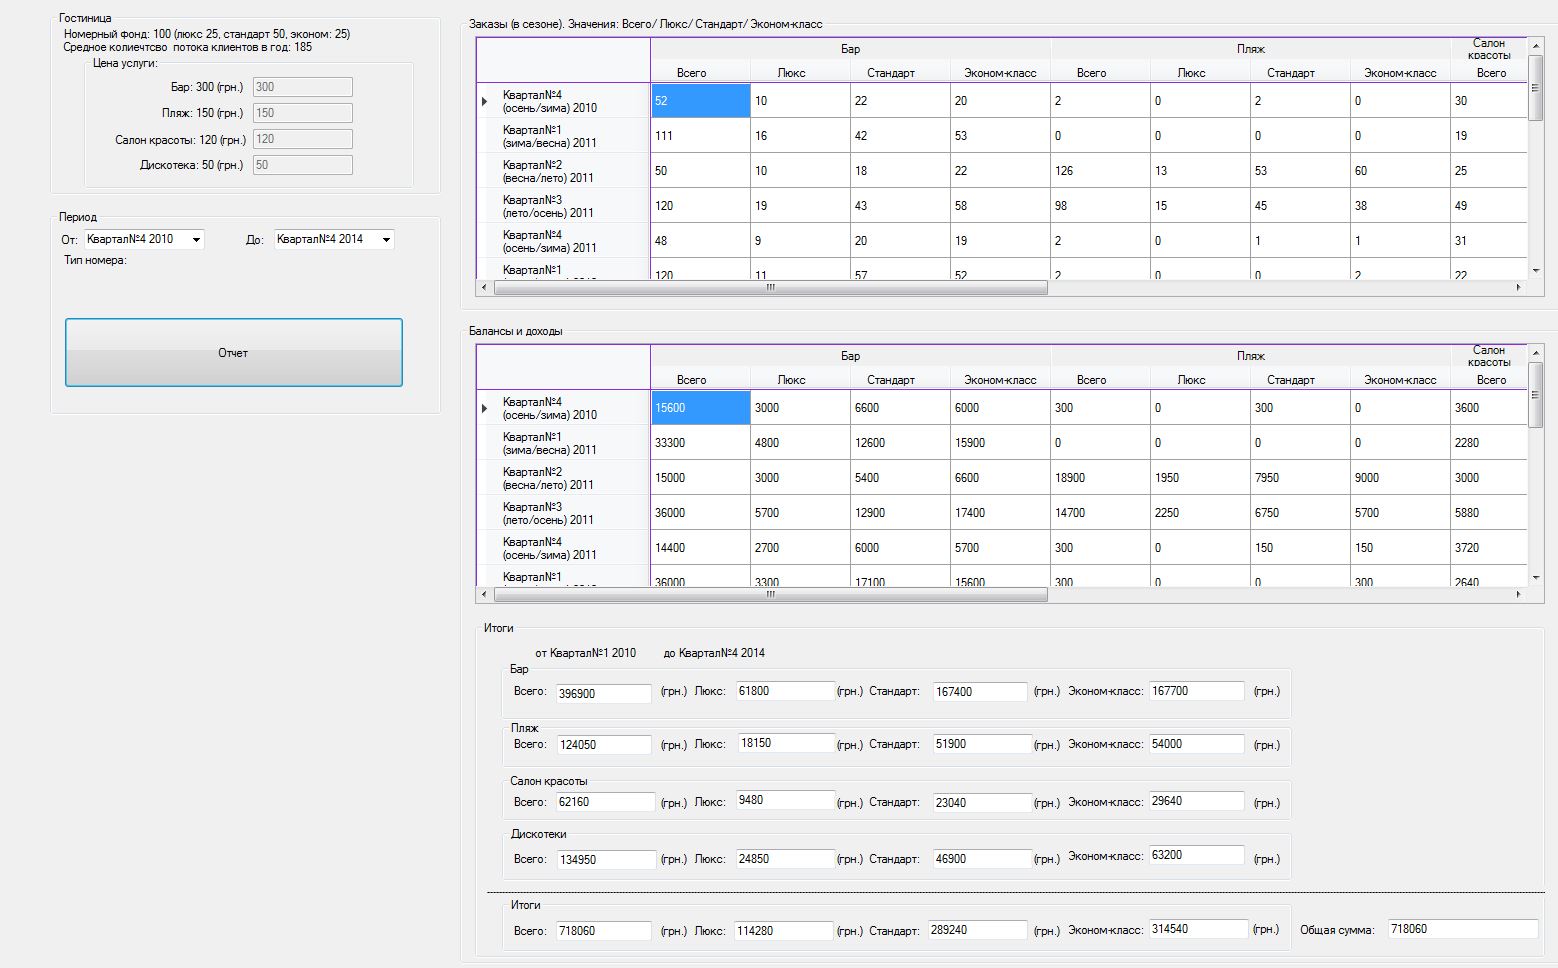 Гостиница
Номерный фонд: 100 (люкс 25, стандарт 50, эконом: 25)
Средное колиечтсво потока клиентов в год: 185
Цена услуги:
Бар: 300 (грн.) 300
Пляж: 150 (грн.) 150
Салон красоты: 120 (грн.) 120
Дискотека: 50 (грн.) 50
Период
От: Квартал№4 2010 До: Квартал№4 2014
Тип номера:
Отчет
Заказы (в сезоне). Значения: Всего/ Люкс/ Стандарт/ Эконом-класс
Бар Пляж Салон красоты
Всего Люкс Стандарт Эконом-класс Всего Люкс Стандарт Эконом-класс Всего
Квартал№4
(осень/зима) 2010 52 10 22 20 2 0 2 0 30
Квартал№1
(зима/весна) 2011 111 16 42 53 0 0 0 0 19
Квартал№2
(весна/лето) 2011 50 10 18 22 126 13 53 60 25
Квартал№3
(лето/осень) 2011 120 19 43 58 98 15 45 38 49
Квартал№4
(осень/зима) 2011 48 9 20 19 2 0 1 1 31
Квартал№1 120 11 57 52 2 0 0 2 22
Балансы и доходы
Бар Пляж Салон красоты
Всего Люкс Стандарт Эконом-класс Всего Люкс Стандарт Эконом-класс Всего
Квартал№4
(осень/зима) 2010 15600 3000 6600 6000 300 0 300 0 3600
Квартал№1
(зима/весна) 2011 33300 4800 12600 15900 0 0 0 0 2280
Квартал№2
(весна/лето) 2011 15000 3000 5400 6600 18900 1950 7950 9000 3000
Квартал№3
(лето/осень) 2011 36000 5700 12900 17400 14700 2250 6750 5700 5880
Квартал№4
(осень/зима) 2011 14400 2700 6000 5700 300 0 150 150 3720
Квартал№1 36000 3300 17100 15600 300 0 0 300 2640
Итоги
от Квартал№1 2010 до Квартал№4 2014
Бар
Всего: 396900 (грн.) Люкс: 61800 (грн.) Стандарт: 167400 (грн.) Эконом-класс: 167700 (грн.)
Пляж
Всего: 124050 (грн.) Люкс: 18150 (грн.) Стандарт: 51900 (грн.) Эконом-класс: 54000 (грн.)
Салон красоты
Всего: 62160 (грн.) Люкс: 9480 (грн.) Стандарт: 23040 (грн.) Эконом-класс: 29640 (грн.)
Дискотеки
Всего: 134950 (грн.) Люкс: 24850 (грн.) Стандарт: 46900 (грн.) Эконом-класс: 63200 (грн.)
Итоги
Всего: 718060 (грн.) Люкс: 114280 (грн.) Стандарт: 289240 (грн.) Эконом-класс: 314540 (грн.) Общая сумма: 718060